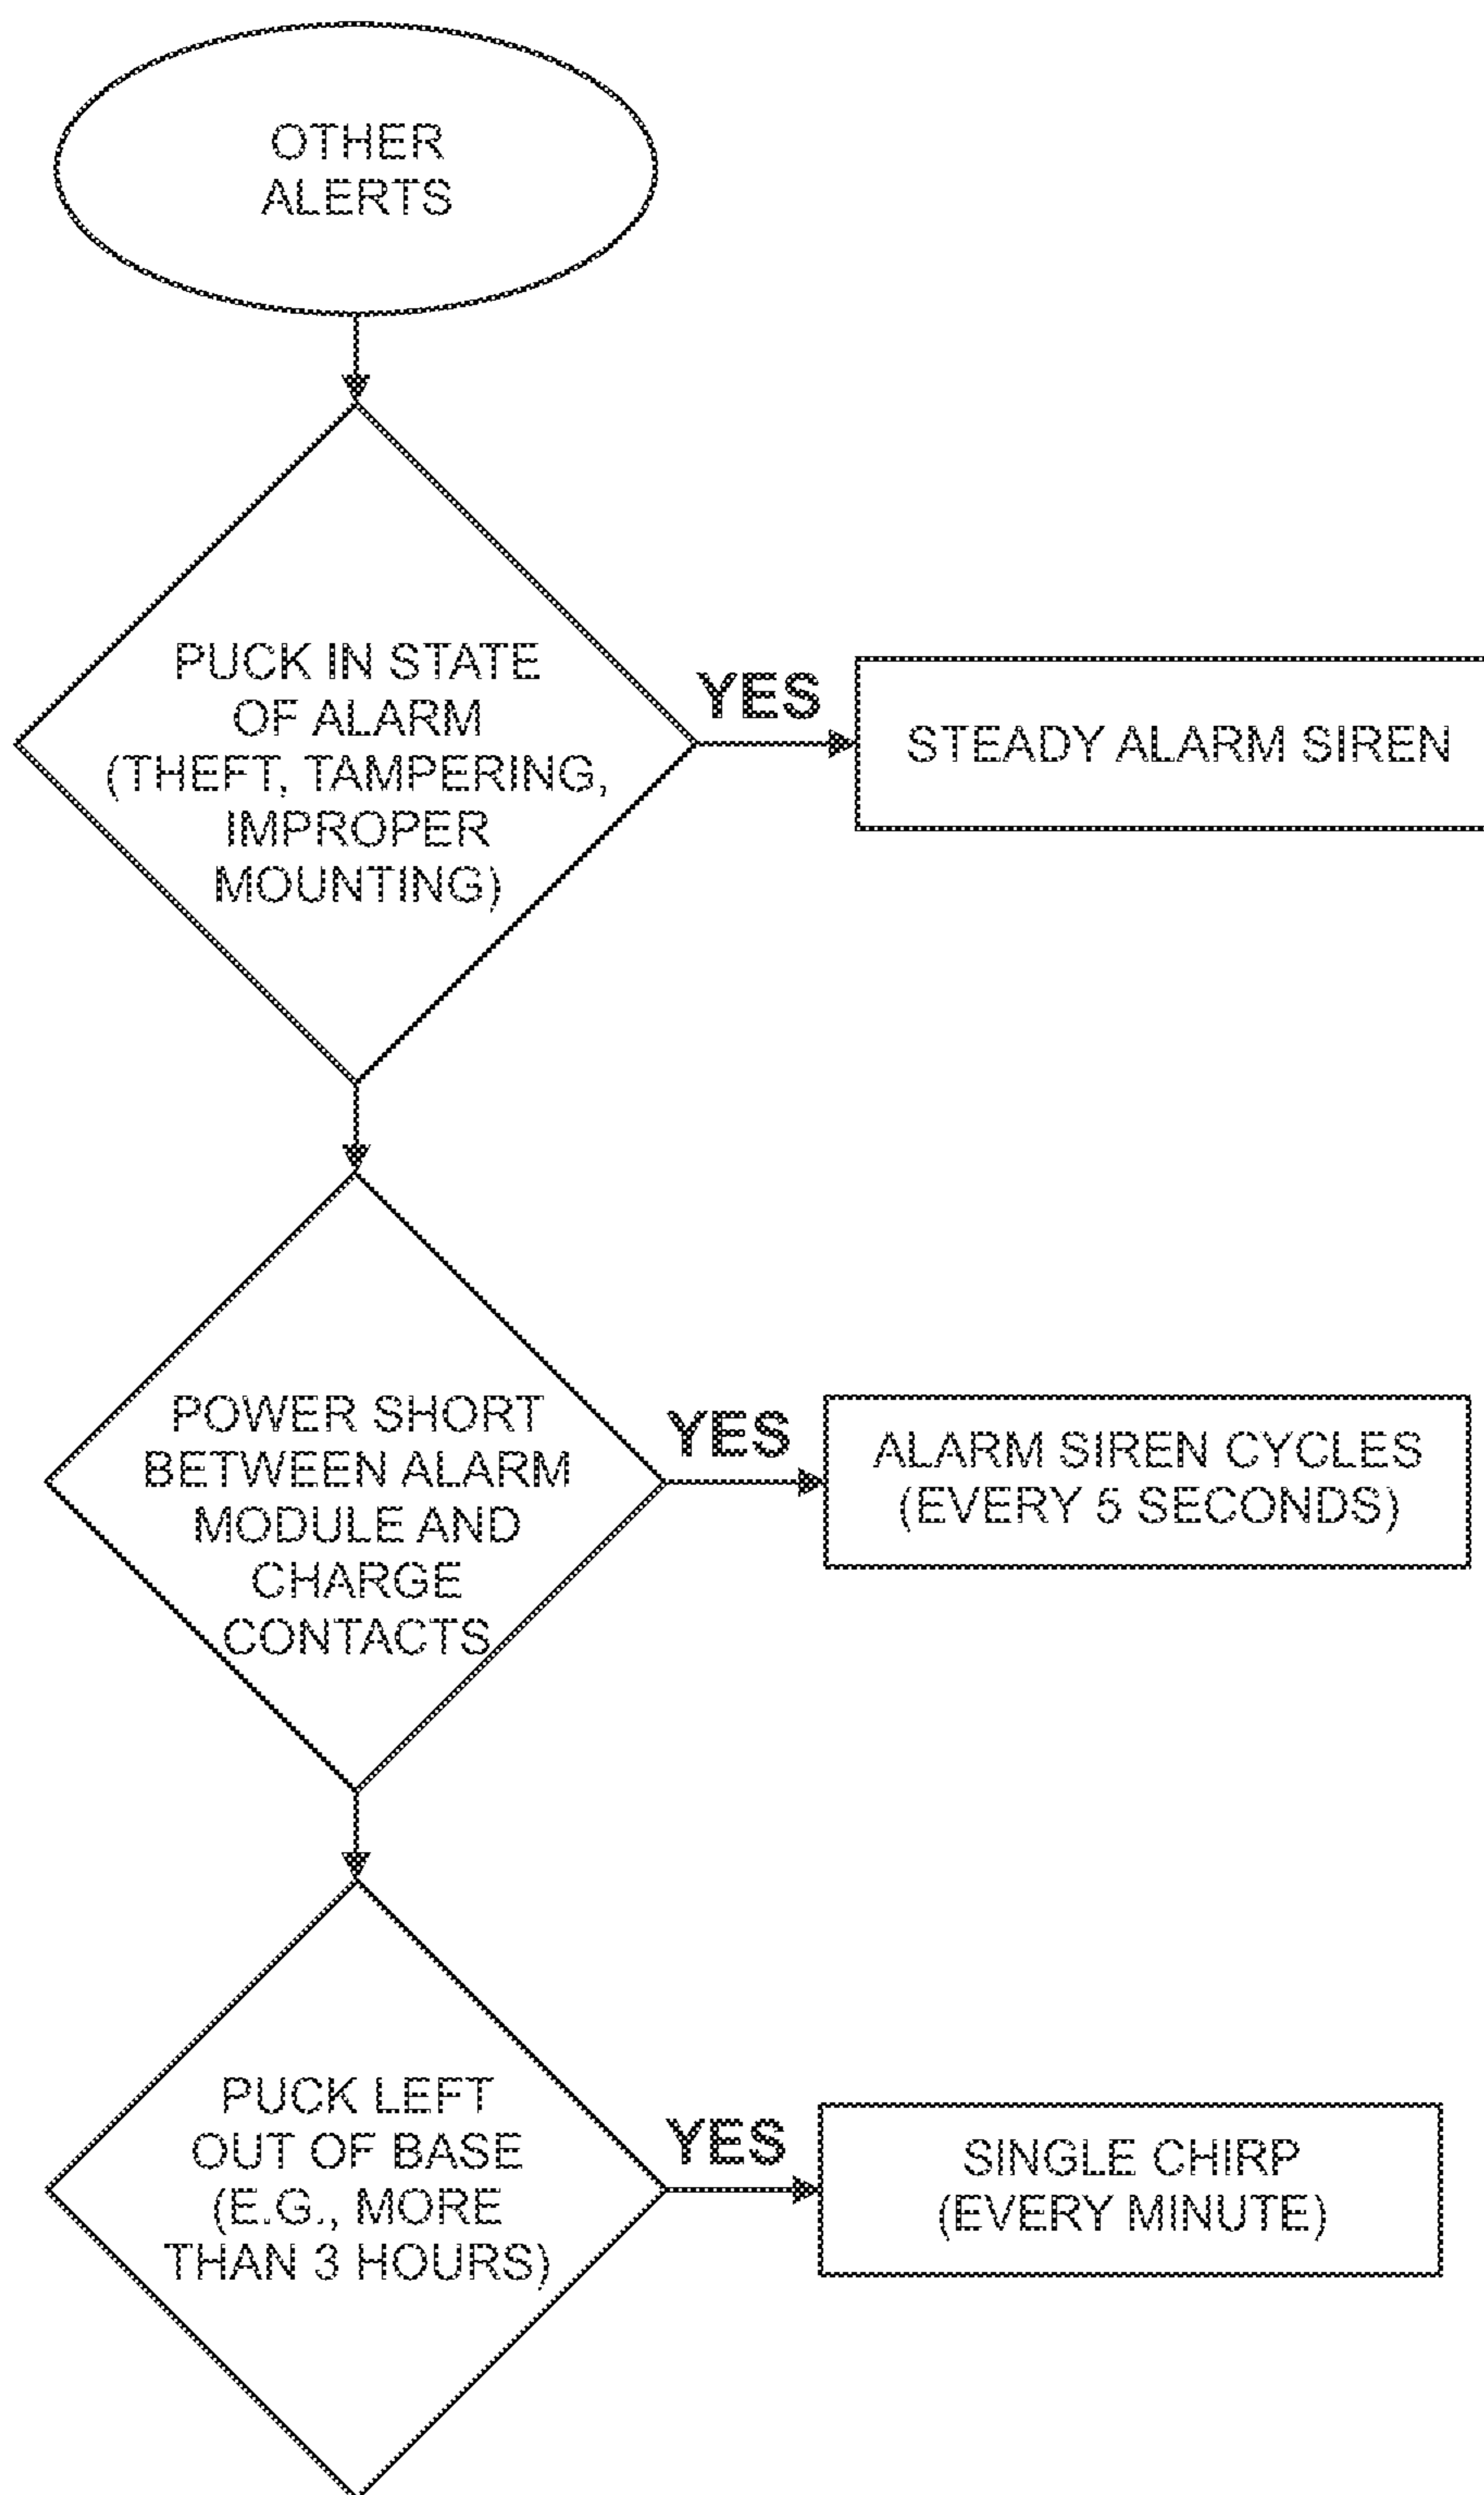 OTHER
ALERTS
PUCK IN STATE
OF ALARM
(THEFT, TAMPERING,
IMPROPER
MOUNTING)
YES
STEADY ALARM SIREN
POWER SHORT
BETWEEN ALARM
MODULE AND
CHARGE
CONTACTS
YES
ALARM SIREN CYCLES
(EVERY 5 SECONDS)
PUCK LEFT
OUT OF BASE
(E.G., MORE
THAN 3 HOURS)
YES
SINGLE CHIRP
(EVERY MINUTE)